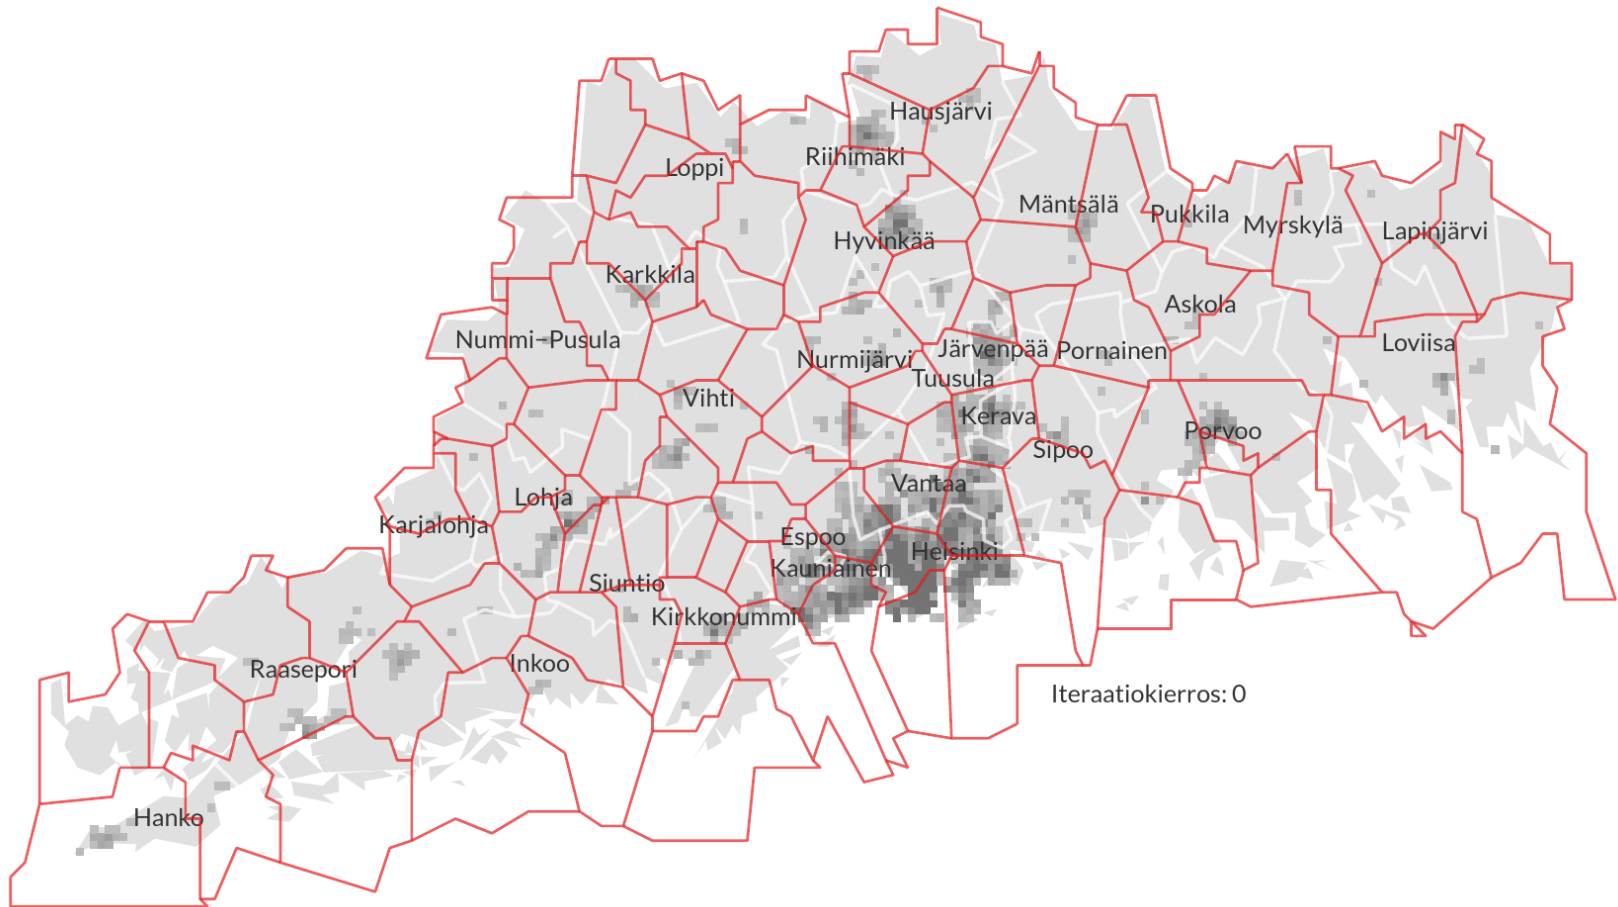 Hausjärvi
Riihimäki
Loppi
Mäntsälä
Pukkila
Myrskylä
Lapinjärvi
Hyvinkää
Karkkila
Askola
Nummi-Pusula
Nurmijärvi
Järvenpää
Pornainen
Loviisa
Tuusula
Vihti
Kerava
Porvoo
Sipoo
Vantaa
Lohja
Karjalohja
Espoo
Helsinki
Kauniainen
Siuntio
Kirkkonummi
Inkoo
Raasepori
Iteraatiokierros: 0
Hanko